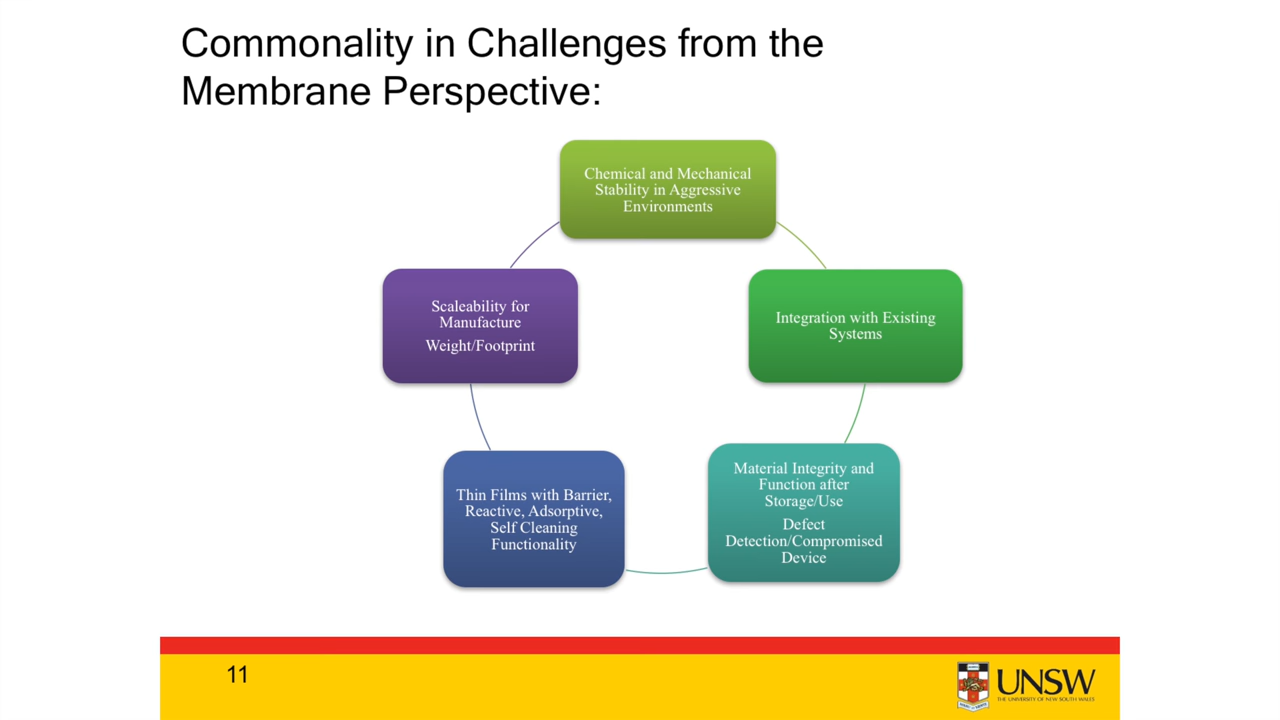 Commonality in Challenges from the
Membrane Perspective:
Chemical and Mechanical
Stability in Aggressive
Environments
Integration with Existing
Systems
Material Integrity and
Function after
Storage/Use
Defect
Detection/Compromised
Device
Thin Films with Barrier,
Reactive, Adsorptive,
Self Cleaning
Functionality
Scaleability for
Manufacture
Weight/Footprint
11
UNSW
THE UNIVERSITY OF NEW SOUTH WALES